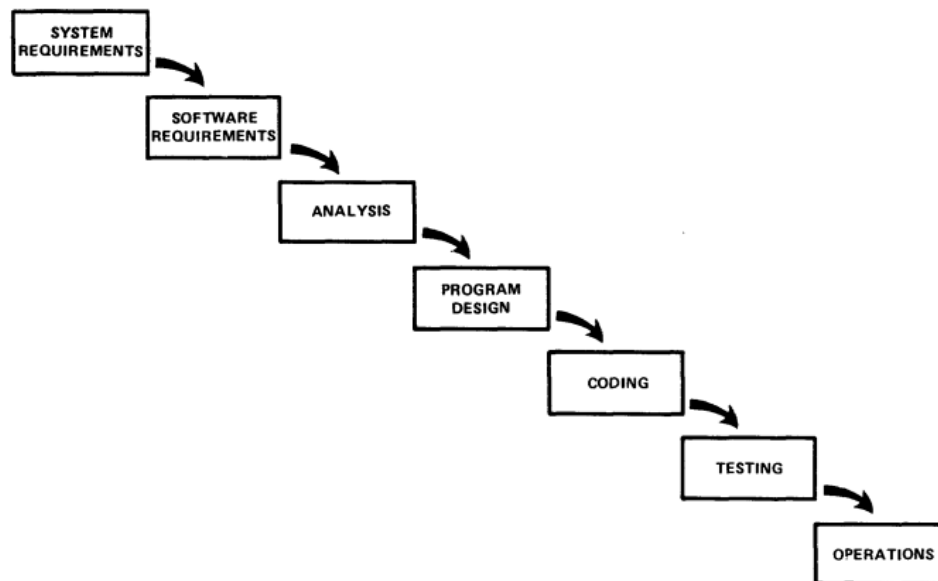 SYSTEM
REQUIREMENTS
SOFTWARE
REQUIREMENTS
ANALYSIS
PROGRAM
DESIGN
CODING
TESTING
OPERATIONS